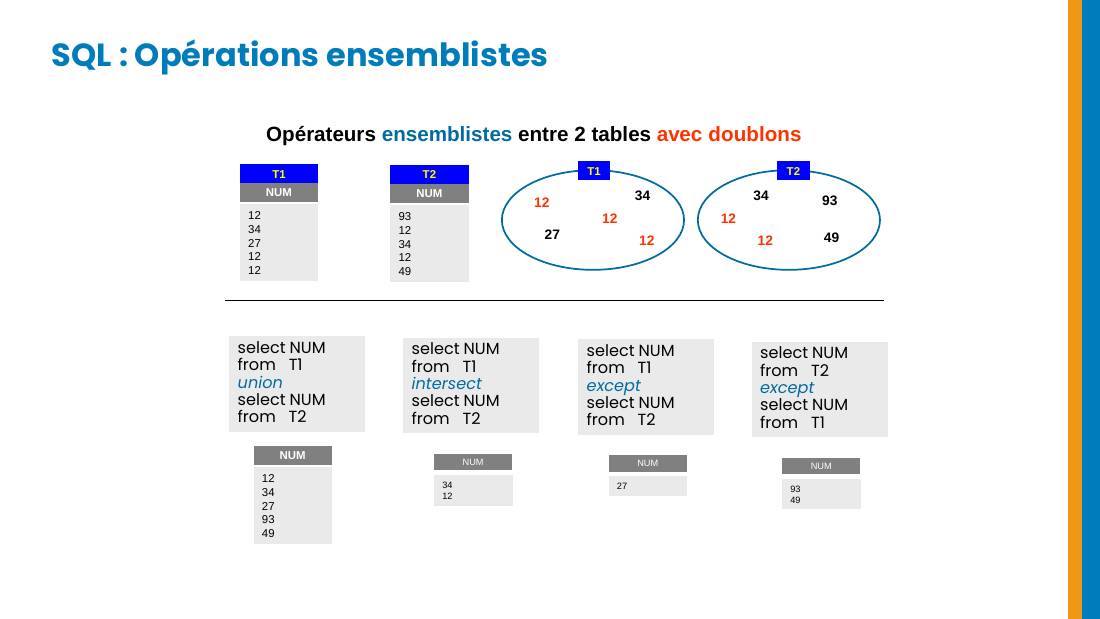 SQL : Opérations ensemblistes
Opérateurs ensemblistes entre 2 tables avec doublons
T1
NUM
12
34
27
12
12
T2
NUM
93
12
34
12
49
T1
12
34
12
27
12
T2
34
93
12
12
49
select NUM
from T1
union
select NUM
from T2
NUM
12
34
27
93
49
select NUM
from T1
intersect
select NUM
from T2
NUM
34
12
select NUM
from T1
except
select NUM
from T2
NUM
27
select NUM
from T2
except
select NUM
from T1
NUM
93
49